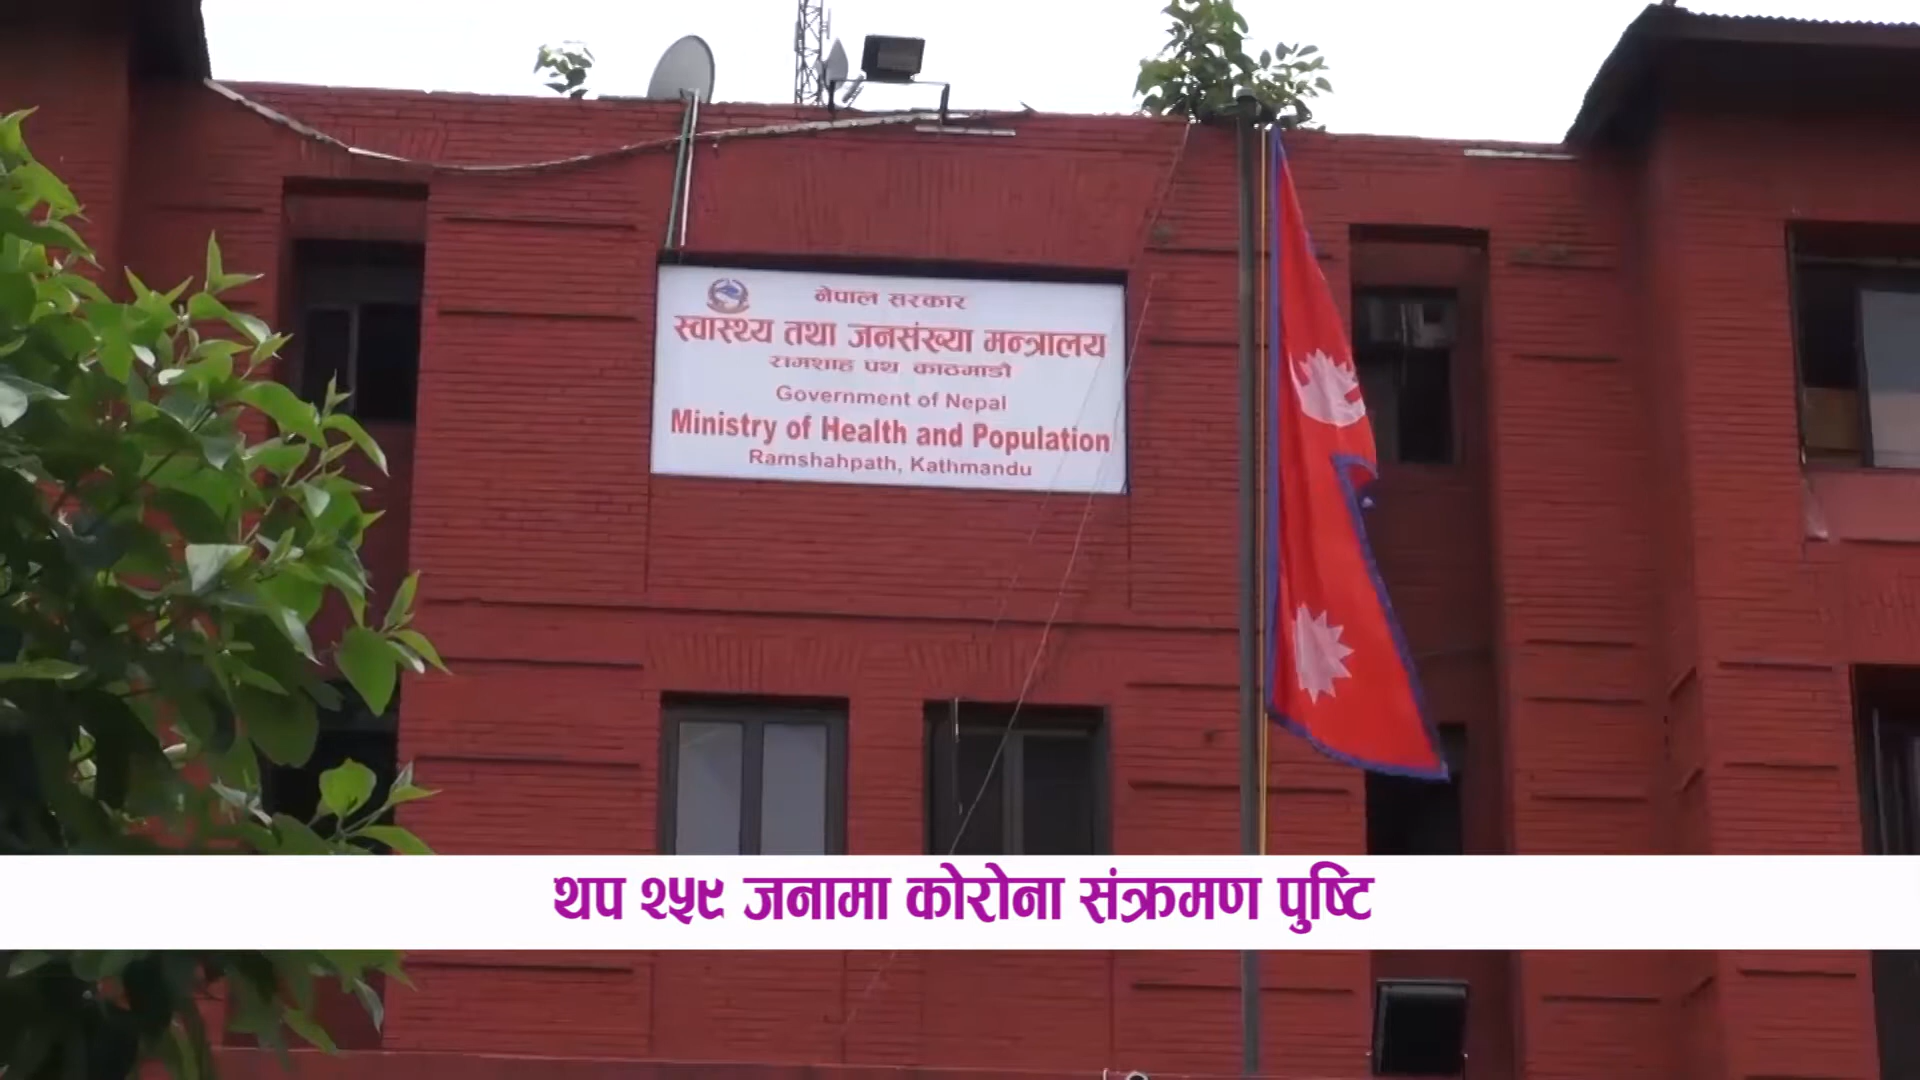 नेपाल सरकार
स्वास्थ्य तथा जनसंख्या मन्त्रालय
रामशाह पथ काठमाडौं
Government of Nepal
Ministry of Health and Population
Ramshahpath, Kathmandu
थप २५९ जनामा कोरोना संक्रमण पुष्टि